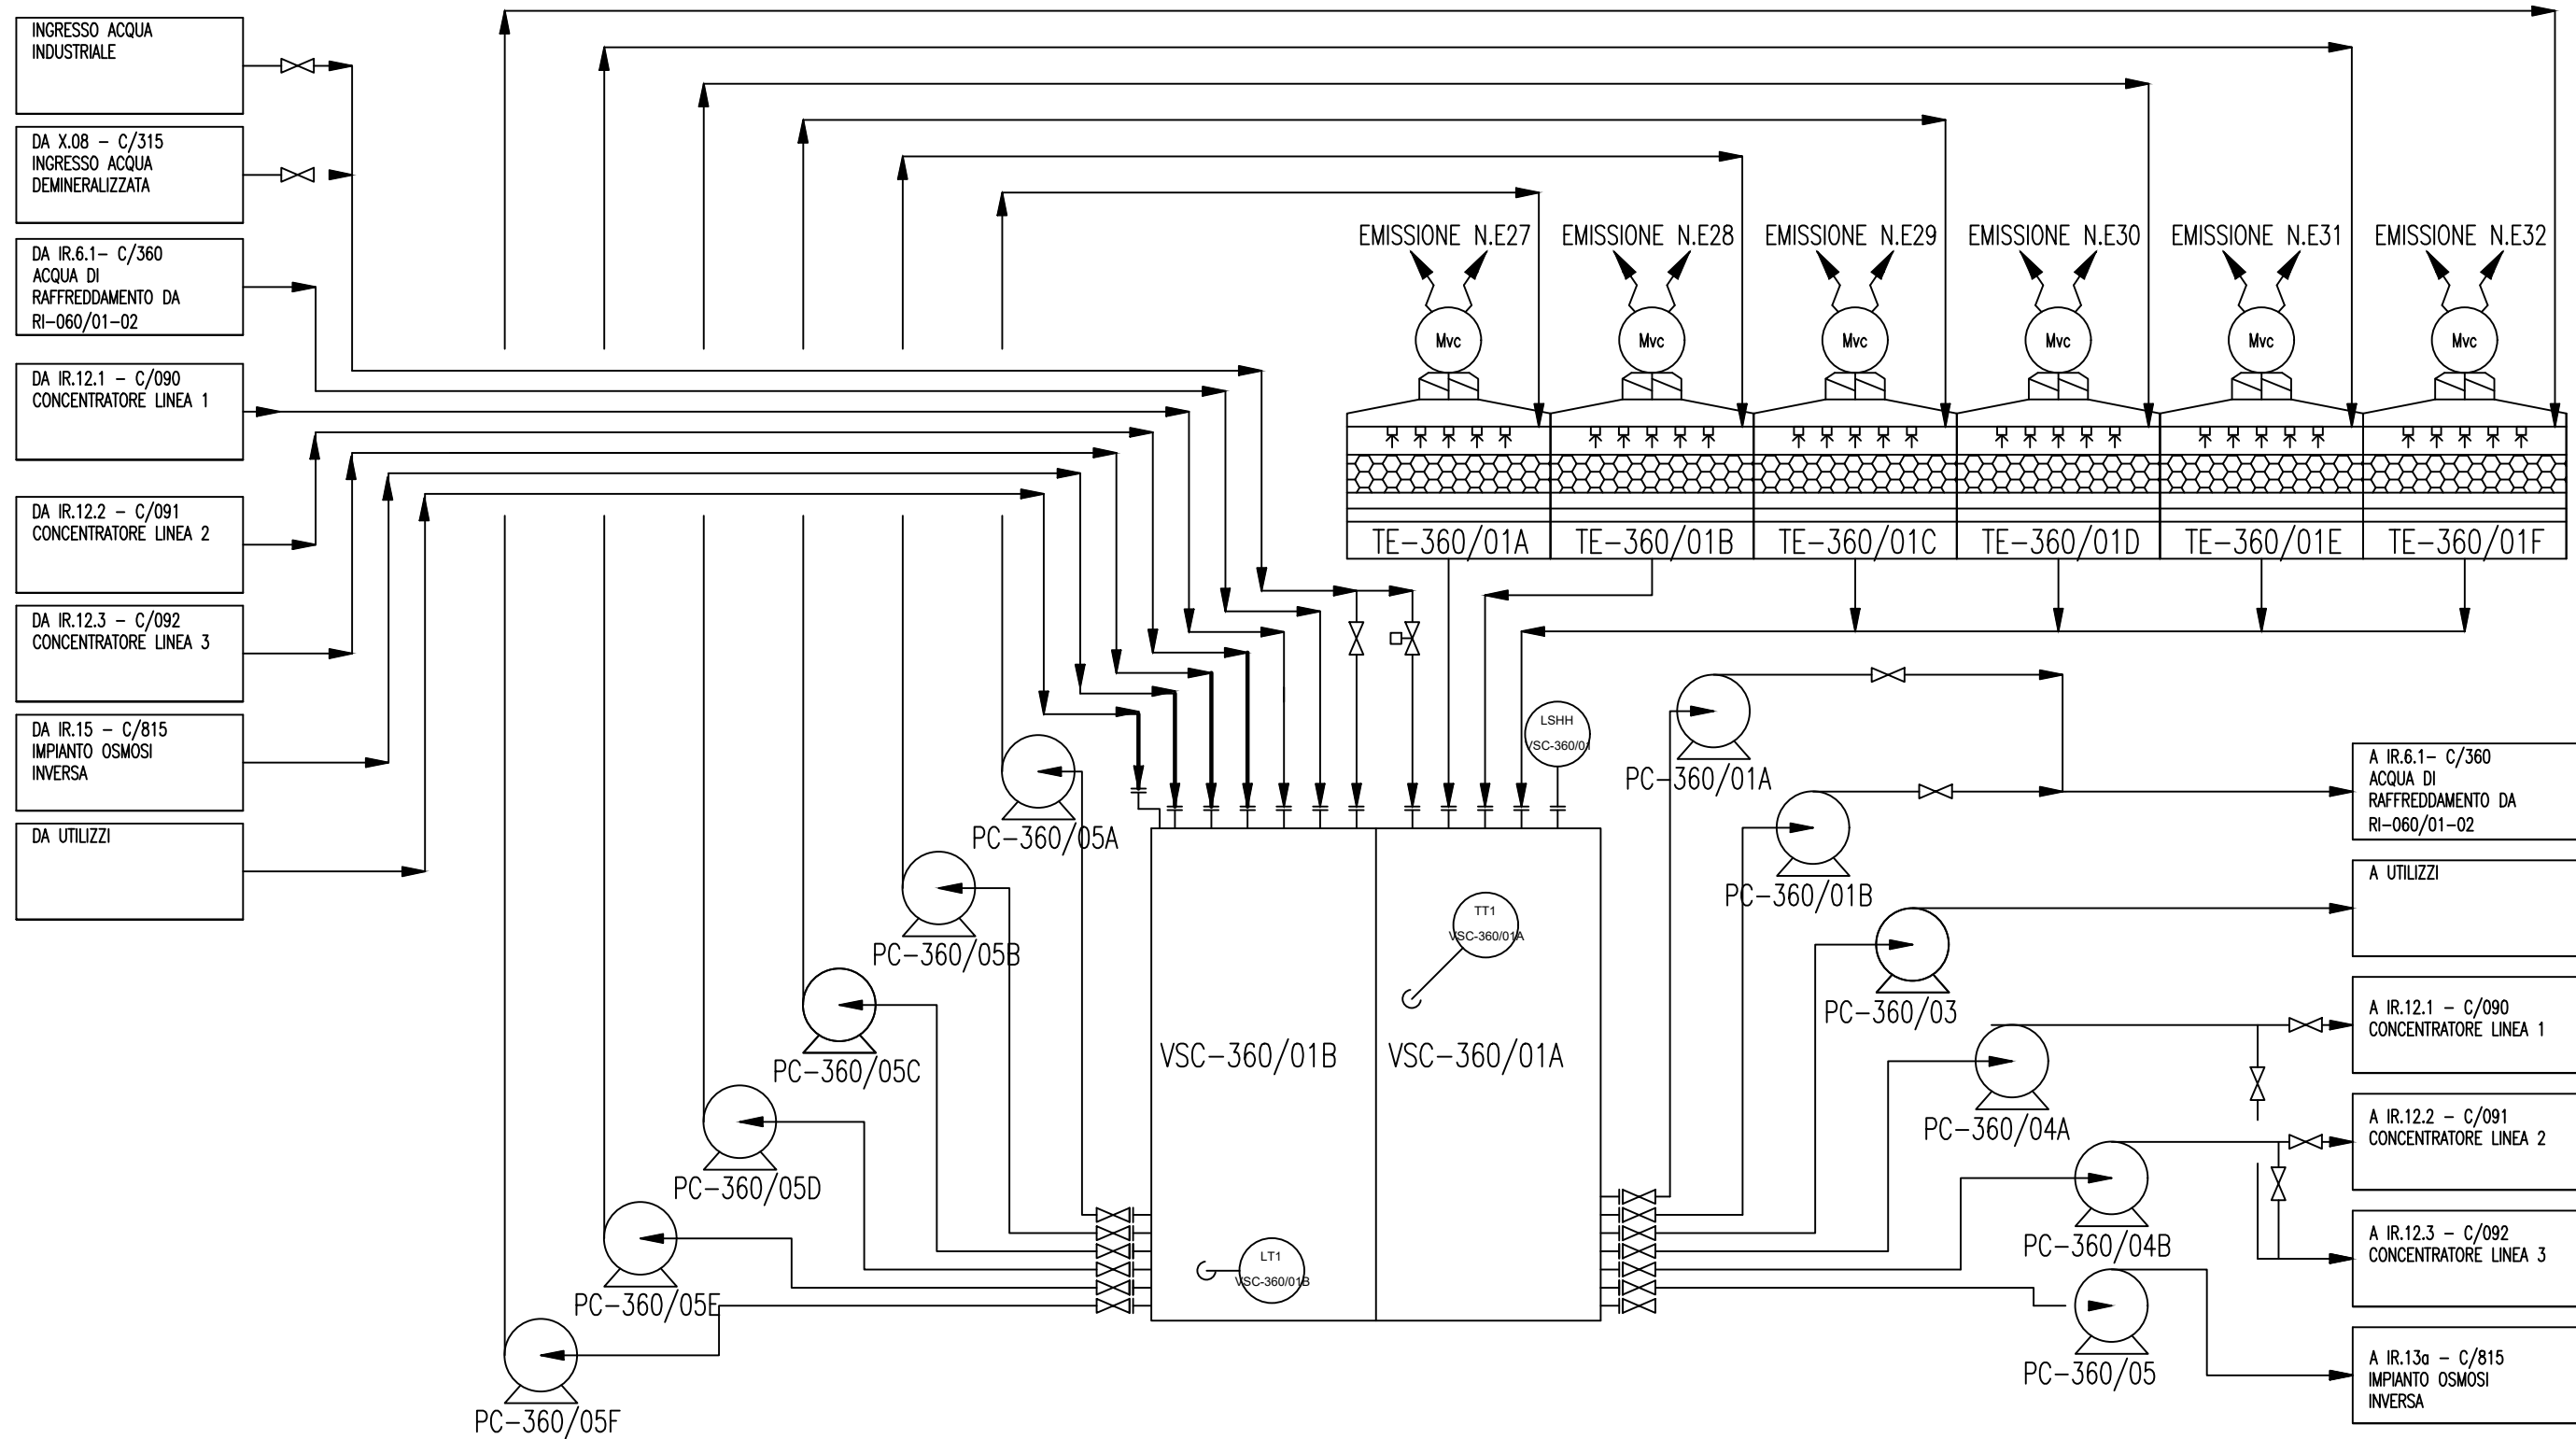 INGRESSO ACQUA
INDUSTRIALE
DA X.08 - C/315
INGRESSO ACQUA
DEMINERALIZZATA
DA IR.6.1- C/360
ACQUA DI
RAFFREDDAMENTO DA
RI-060/01-02
DA IR.12.1 - C/090
CONCENTRATORE LINEA 1
DA IR.12.2 - C/091
CONCENTRATORE LINEA 2
DA IR.12.3 - C/092
CONCENTRATORE LINEA 3
DA IR.15 - C/815
IMPIANTO OSMOSI
INVERSA
DA UTILIZZI
EMISSIONE N.E27
EMISSIONE N.E28
EMISSIONE N.E29
EMISSIONE N.E30
EMISSIONE N.E31
EMISSIONE N.E32
Mvc
Mvc
Mvc
Mvc
Mvc
Mvc
TE-360/01A
TE-360/01B
TE-360/01C
TE-360/01D
TE-360/01E
TE-360/01F
PC-360/05A
PC-360/05B
PC-360/05C
PC-360/05D
PC-360/05E
PC-360/05F
LSHH
VSC-360/01
TT1
VSC-360/01A
VSC-360/01B
VSC-360/01A
LT1
VSC-360/01B
PC-360/01A
PC-360/01B
PC-360/03
PC-360/04A
PC-360/04B
PC-360/05
A IR.6.1- C/360
ACQUA DI
RAFFREDDAMENTO DA
RI-060/01-02
A UTILIZZI
A IR.12.1 - C/090
CONCENTRATORE LINEA 1
A IR.12.2 - C/091
CONCENTRATORE LINEA 2
A IR.12.3 - C/092
CONCENTRATORE LINEA 3
A IR.13a - C/815
IMPIANTO OSMOSI
INVERSA